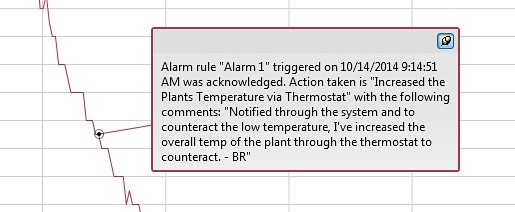 Alarm rule "Alarm 1" triggered on 10/14/2014 9:14:51
AM was acknowledged. Action taken is "Increased the
Plants Temperature via Thermostat" with the following
comments: "Notified through the system and to
counteract the low temperature, I've increased the
overall temp of the plant through the thermostat to
counteract. - BR"